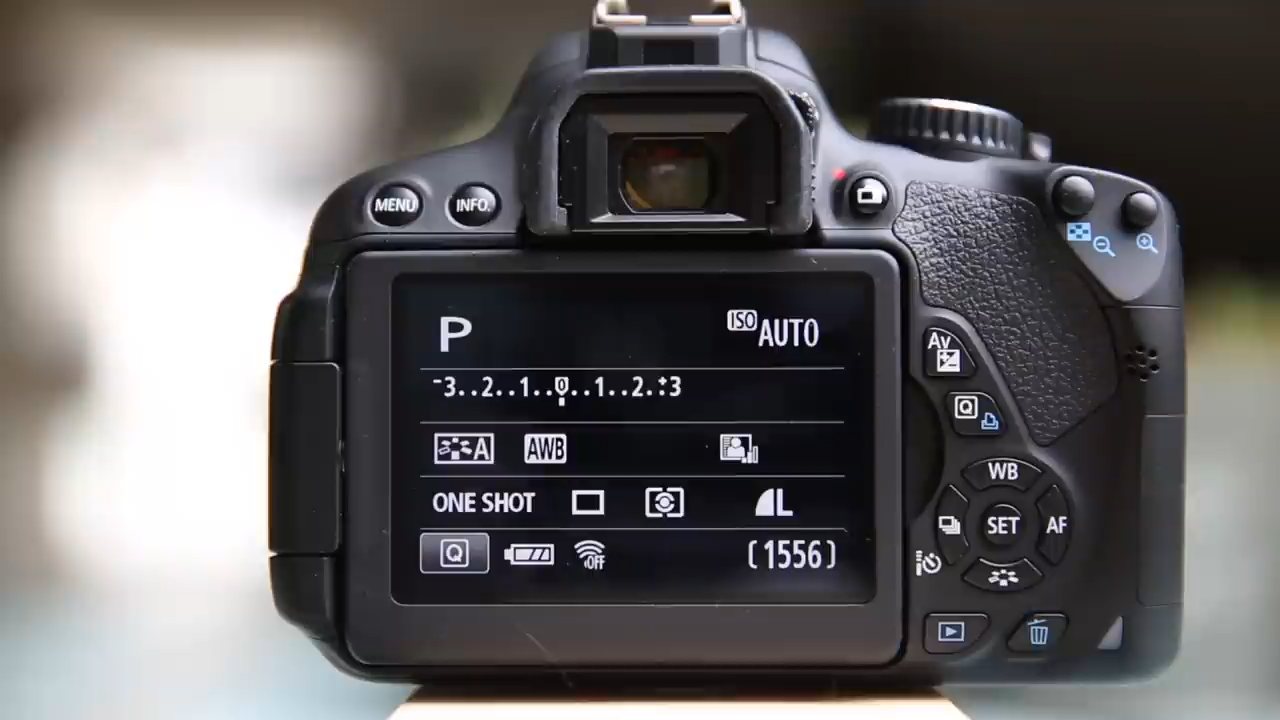 MENU INFO.
P ISO AUTO
-3..2..1..0..1..2.:+3
A AWB
ONE SHOT L
Q OFF (1556)
Av
Q
WB
SET AF